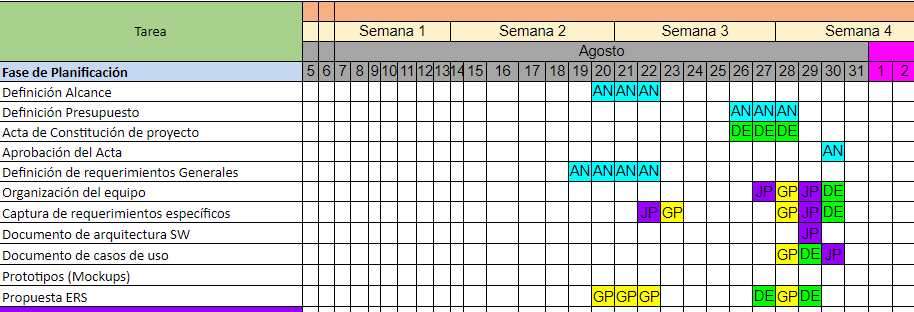 Tarea
Semana 1 Semana 2 Semana 3 Semana 4
Agosto
Fase de Planificación 5 6 7 8 9 10 11 12 13 14 15 16 17 18 19 20 21 22 23 24 25 26 27 28 29 30 31 1 2
Definición Alcance AN AN AN
Definición Presupuesto AN AN AN
Acta de Constitución de proyecto DE DE DE
Aprobación del Acta AN
Definición de requerimientos Generales AN AN AN AN
Organización del equipo JP GP JP DE
Captura de requerimientos específicos JP GP GP JP DE
Documento de arquitectura SW JP
Documento de casos de uso GP DE JP
Prototipos (Mockups)
Propuesta ERS GP GP GP DE GP DE